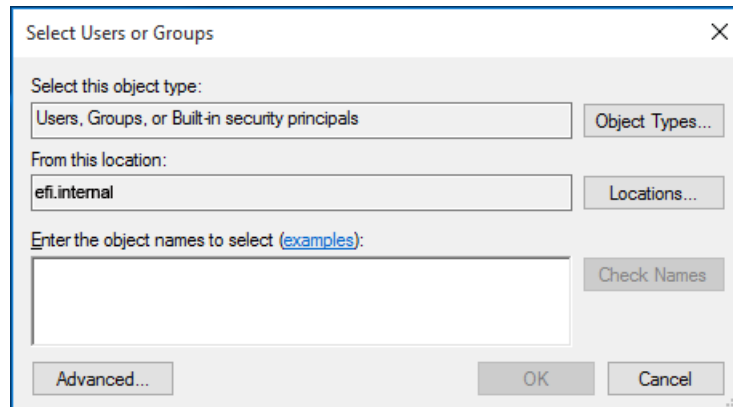 Select Users or Groups
Select this object type:
Users, Groups, or Built-in security principals
Object Types...
From this location:
efi.internal
Locations...
Enter the object names to select (examples):
Check Names
Advanced...
OK
Cancel